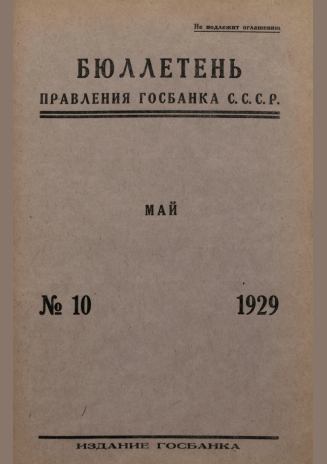 Не подлежит оглашению
БЮЛЛЕТЕНЬ
ПРАВЛЕНИЯ ГОСБАНКА С. С. С. Р.
МАЙ
№ 10 1929
ИЗДАНИЕ ГОСБАНКА